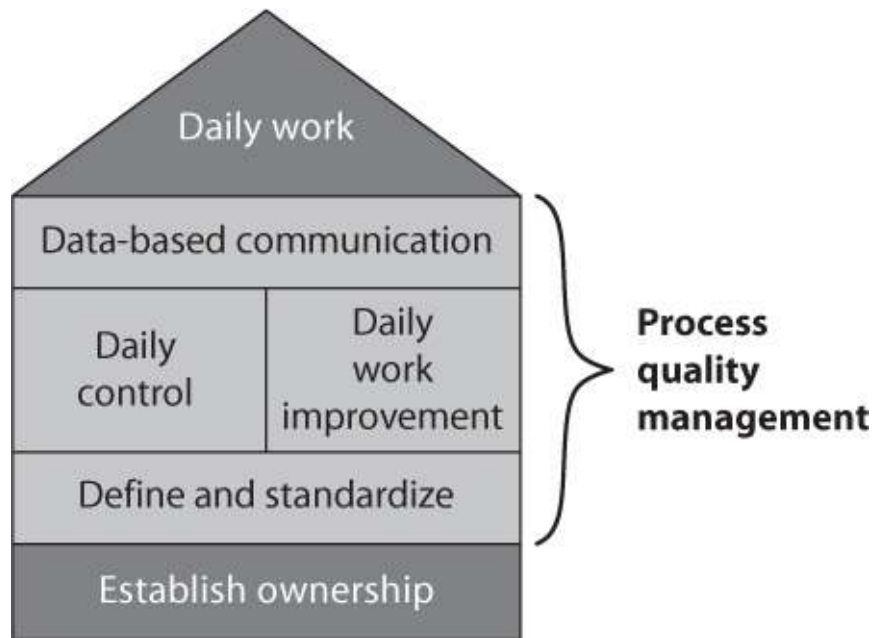 Daily work
Data-based communication
Daily
control
Daily
work
improvement
Process
quality
management
Define and standardize
Establish ownership